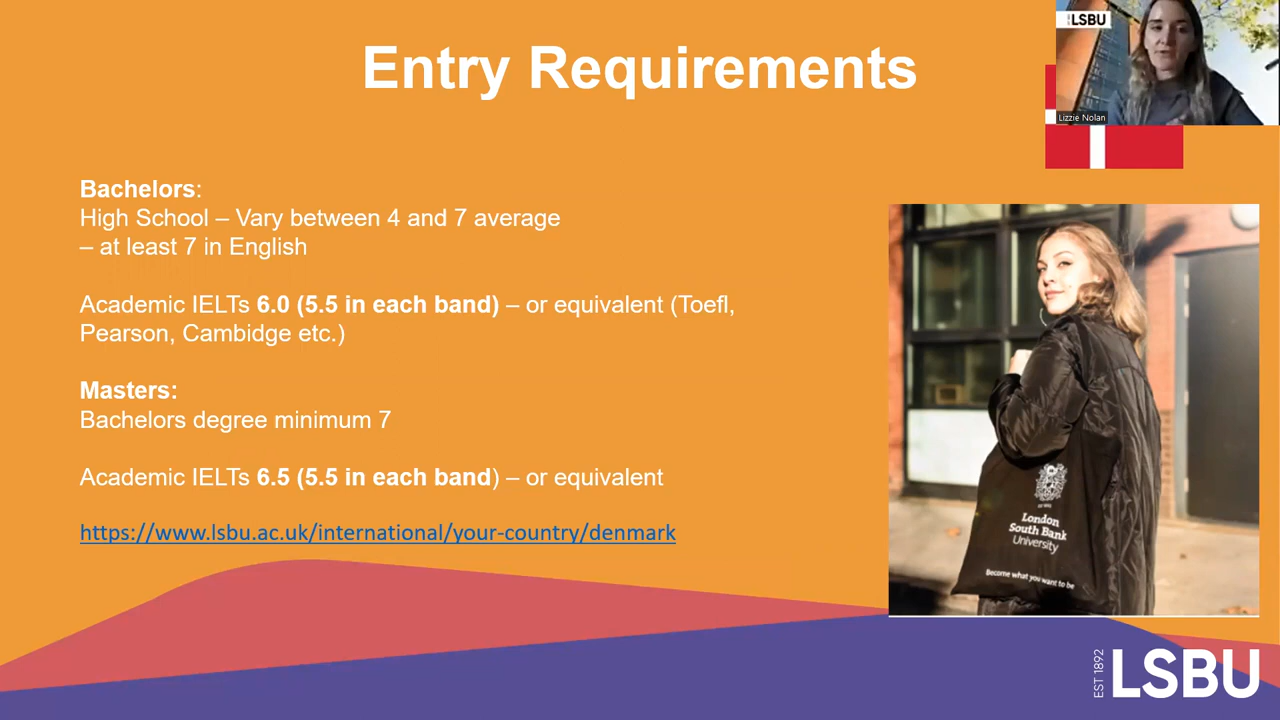 Entry Requirements
LSBU
Lizzie Nolan
Bachelors:
High School – Vary between 4 and 7 average
– at least 7 in English
Academic IELTs 6.0 (5.5 in each band) – or equivalent (Toefl,
Pearson, Cambidge etc.)
Masters:
Bachelors degree minimum 7
Academic IELTs 6.5 (5.5 in each band) – or equivalent
https://www.lsbu.ac.uk/international/your-country/denmark
London
South Bank
University
Become what you want to be
EST 1892
LSBU